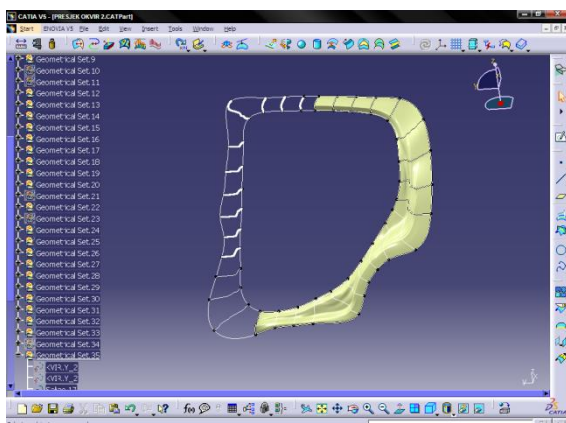 CATIA V5 - [PRESJEK OKVIR 2.CATPart]
Start ENOVIA V5 File Edit View Insert Tools Window Help
Geometrical Set.9
Geometrical Set.10
Geometrical Set.11
Geometrical Set.12
Geometrical Set.13
Geometrical Set.14
Geometrical Set.15
Geometrical Set.16
Geometrical Set.17
Geometrical Set.18
Geometrical Set.19
Geometrical Set.20
Geometrical Set.21
Geometrical Set.22
Geometrical Set.23
Geometrical Set.24
Geometrical Set.25
Geometrical Set.26
Geometrical Set.27
Geometrical Set.28
Geometrical Set.29
Geometrical Set.30
Geometrical Set.31
Geometrical Set.32
Geometrical Set.33
Geometrical Set.34
Geometrical Set.35
KVIR.Y_2
KVIR.Y_2
f(x)
CATIA